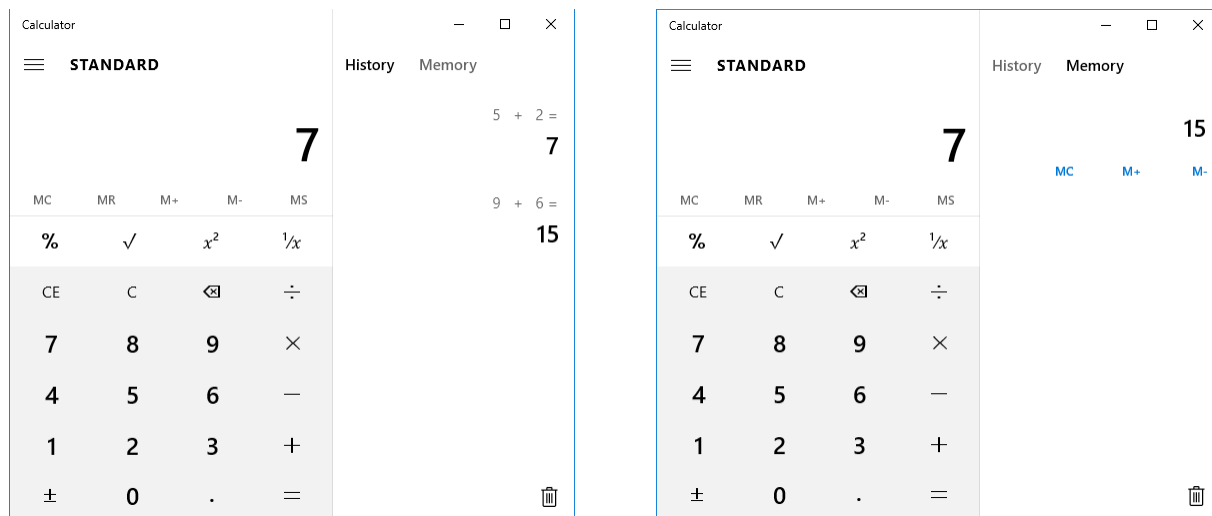 Calculator
STANDARD
History Memory
5 + 2 =
7
7
9 + 6 =
15
MC MR M+ M- MS
% √ x² ¹/x
CE C ÷
7 8 9 ×
4 5 6 −
1 2 3 +
± 0 . =
Calculator
STANDARD
History Memory
7
15
MC M+ M-
MC MR M+ M- MS
% √ x² ¹/x
CE C ÷
7 8 9 ×
4 5 6 −
1 2 3 +
± 0 . =